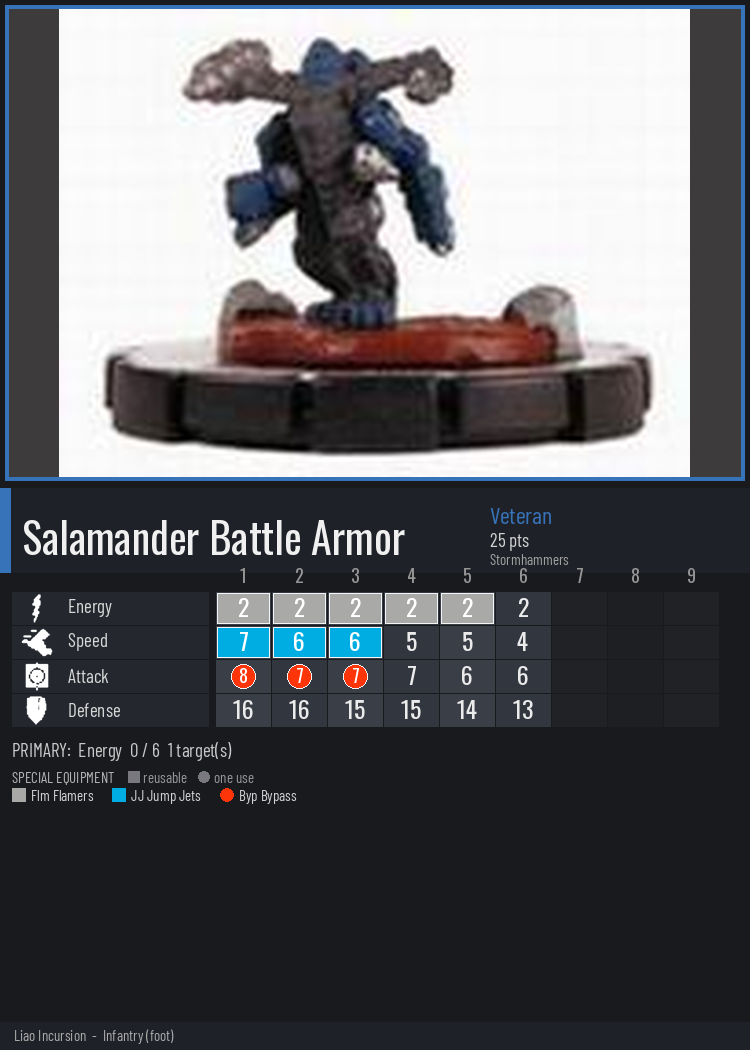 Salamander Battle Armor
Veteran
25 pts
Stormhammers
1 2 3 4 5 6 7 8 9
Energy 2 2 2 2 2 2
Speed 7 6 6 5 5 4
Attack 8 7 7 7 6 6
Defense 16 16 15 15 14 13
PRIMARY: Energy 0 / 6 1 target(s)
SPECIAL EQUIPMENT reusable one use
Flm Flamers JJ Jump Jets Byp Bypass
Liao Incursion - Infantry (foot)